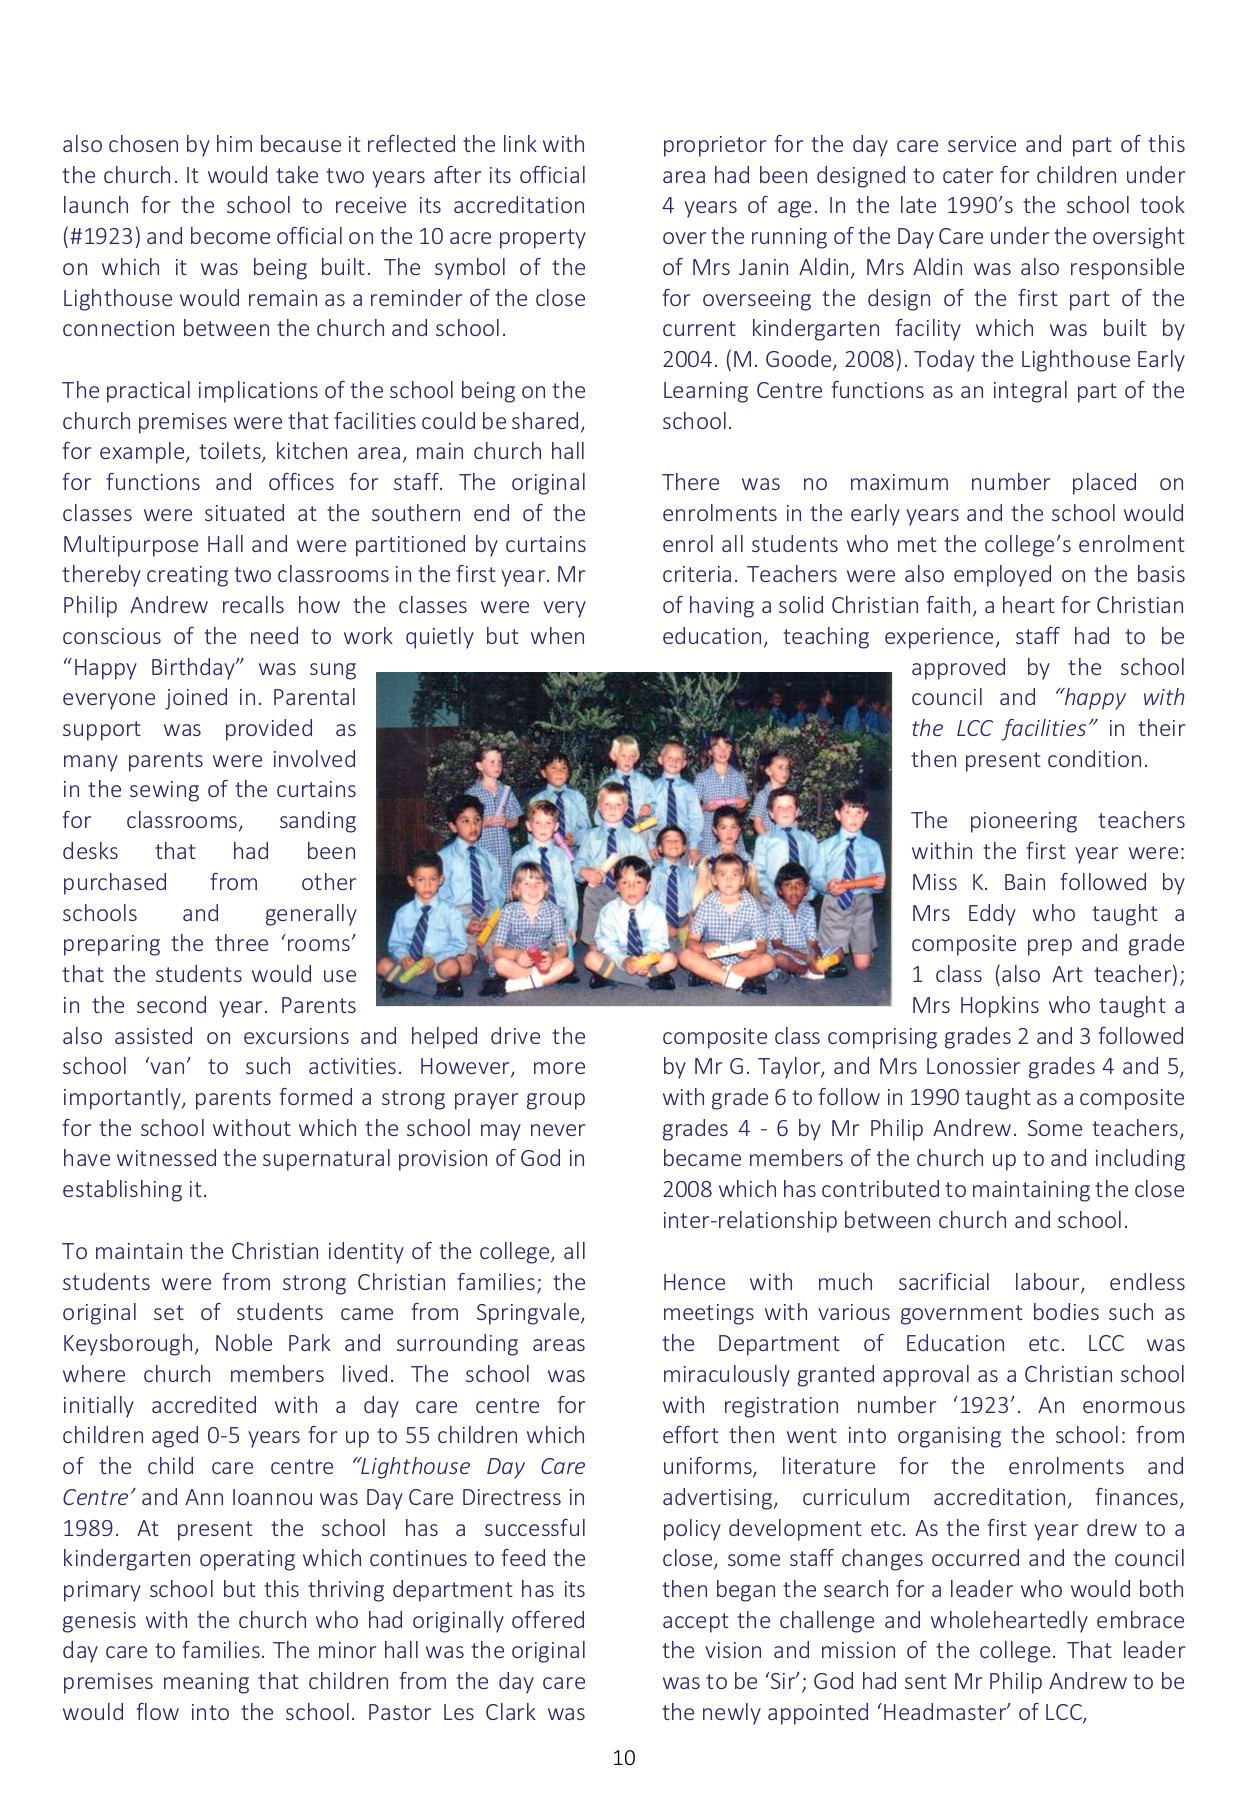 also chosen by him because it reflected the link with
the church. It would take two years after its official
launch for the school to receive its accreditation
(#1923) and become official on the 10 acre property
on which it was being built. The symbol of the
Lighthouse would remain as a reminder of the close
connection between the church and school.
The practical implications of the school being on the
church premises were that facilities could be shared,
for example, toilets, kitchen area, main church hall
for functions and offices for staff. The original
classes were situated at the southern end of the
Multipurpose Hall and were partitioned by curtains
thereby creating two classrooms in the first year. Mr
Philip Andrew recalls how the classes were very
conscious of the need to work quietly but when
“Happy Birthday” was sung
everyone joined in. Parental
support was provided as
many parents were involved
in the sewing of the curtains
for classrooms, sanding
desks that had been
purchased from other
schools and generally
preparing the three ‘rooms’
that the students would use
in the second year. Parents
also assisted on excursions and helped drive the
school ‘van’ to such activities. However, more
importantly, parents formed a strong prayer group
for the school without which the school may never
have witnessed the supernatural provision of God in
establishing it.
To maintain the Christian identity of the college, all
students were from strong Christian families; the
original set of students came from Springvale,
Keysborough, Noble Park and surrounding areas
where church members lived. The school was
initially accredited with a day care centre for
children aged 0-5 years for up to 55 children which
of the child care centre “Lighthouse Day Care
Centre’ and Ann Ioannou was Day Care Directress in
1989. At present the school has a successful
kindergarten operating which continues to feed the
primary school but this thriving department has its
genesis with the church who had originally offered
day care to families. The minor hall was the original
premises meaning that children from the day care
would flow into the school. Pastor Les Clark was
proprietor for the day care service and part of this
area had been designed to cater for children under
4 years of age. In the late 1990’s the school took
over the running of the Day Care under the oversight
of Mrs Janin Aldin, Mrs Aldin was also responsible
for overseeing the design of the first part of the
current kindergarten facility which was built by
2004. (M. Goode, 2008). Today the Lighthouse Early
Learning Centre functions as an integral part of the
school.
There was no maximum number placed on
enrolments in the early years and the school would
enrol all students who met the college’s enrolment
criteria. Teachers were also employed on the basis
of having a solid Christian faith, a heart for Christian
education, teaching experience, staff had to be
approved by the school
council and “happy with
the LCC facilities” in their
then present condition.
The pioneering teachers
within the first year were:
Miss K. Bain followed by
Mrs Eddy who taught a
composite prep and grade
1 class (also Art teacher);
Mrs Hopkins who taught a
composite class comprising grades 2 and 3 followed
by Mr G. Taylor, and Mrs Lonossier grades 4 and 5,
with grade 6 to follow in 1990 taught as a composite
grades 4 - 6 by Mr Philip Andrew. Some teachers,
became members of the church up to and including
2008 which has contributed to maintaining the close
inter-relationship between church and school.
Hence with much sacrificial labour, endless
meetings with various government bodies such as
the Department of Education etc. LCC was
miraculously granted approval as a Christian school
with registration number ‘1923’. An enormous
effort then went into organising the school: from
uniforms, literature for the enrolments and
advertising, curriculum accreditation, finances,
policy development etc. As the first year drew to a
close, some staff changes occurred and the council
then began the search for a leader who would both
accept the challenge and wholeheartedly embrace
the vision and mission of the college. That leader
was to be ‘Sir’; God had sent Mr Philip Andrew to be
the newly appointed ‘Headmaster’ of LCC,
10